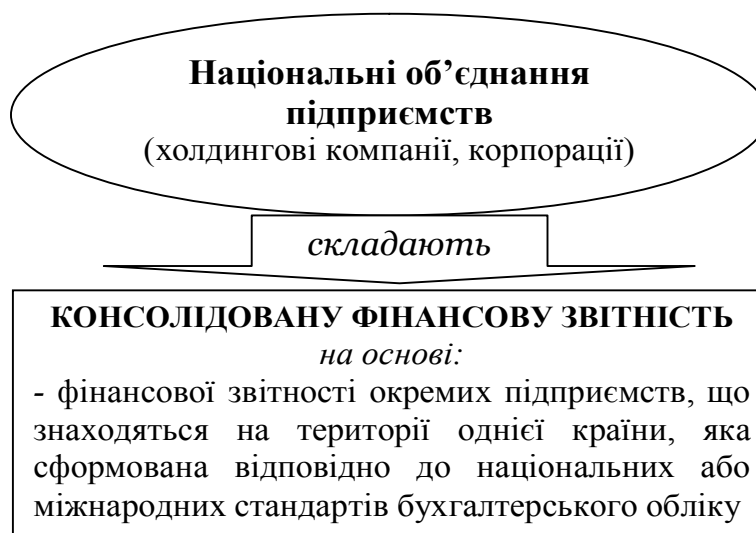 Національні об’єднання
підприємств
(холдингові компанії, корпорації)
складають
КОНСОЛІДОВАНУ ФІНАНСОВУ ЗВІТНІСТЬ
на основі:
- фінансової звітності окремих підприємств, що
знаходяться на території однієї країни, яка
сформована відповідно до національних або
міжнародних стандартів бухгалтерського обліку